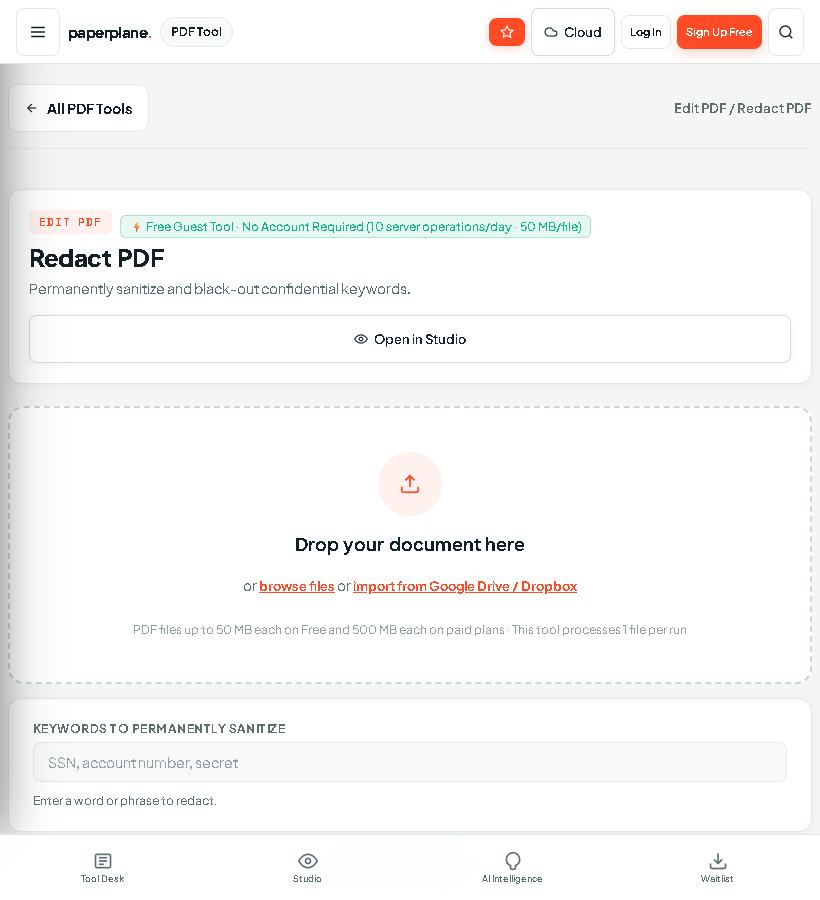 paperplane.
PDF Tool
Cloud
Log In
Sign Up Free
All PDF Tools
Edit PDF / Redact PDF
EDIT PDF
Free Guest Tool · No Account Required (10 server operations/day · 50 MB/file)
Redact PDF
Permanently sanitize and black-out confidential keywords.
Open in Studio
Drop your document here
or browse files or import from Google Drive / Dropbox
PDF files up to 50 MB each on Free and 500 MB each on paid plans · This tool processes 1 file per run
KEYWORDS TO PERMANENTLY SANITIZE
SSN, account number, secret
Enter a word or phrase to redact.
Tool Desk
Studio
AI Intelligence
Waitlist